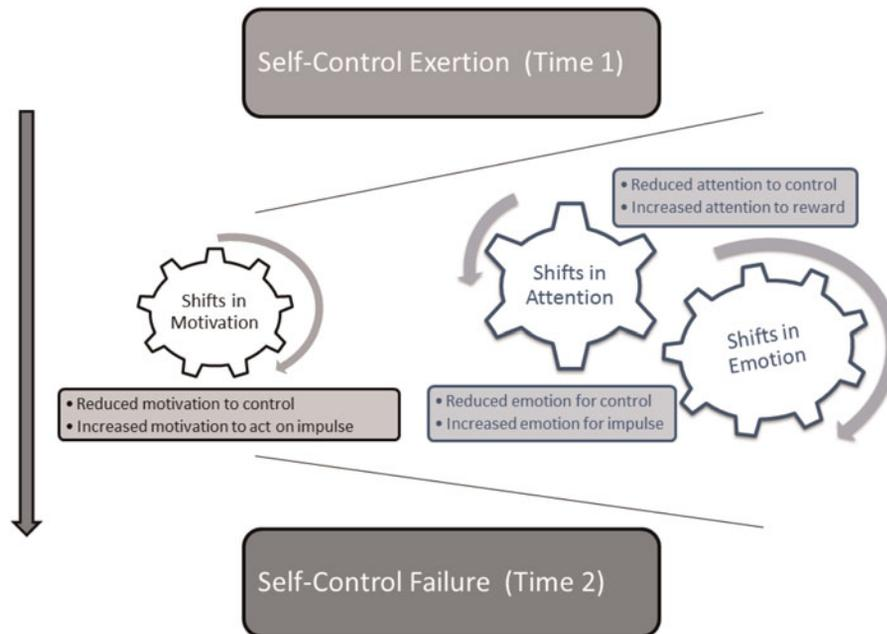 Self-Control Exertion (Time 1)
• Reduced attention to control
• Increased attention to reward
Shifts in
Attention
Shifts in
Motivation
Shifts in
Emotion
• Reduced motivation to control
• Increased motivation to act on impulse
• Reduced emotion for control
• Increased emotion for impulse
Self-Control Failure (Time 2)